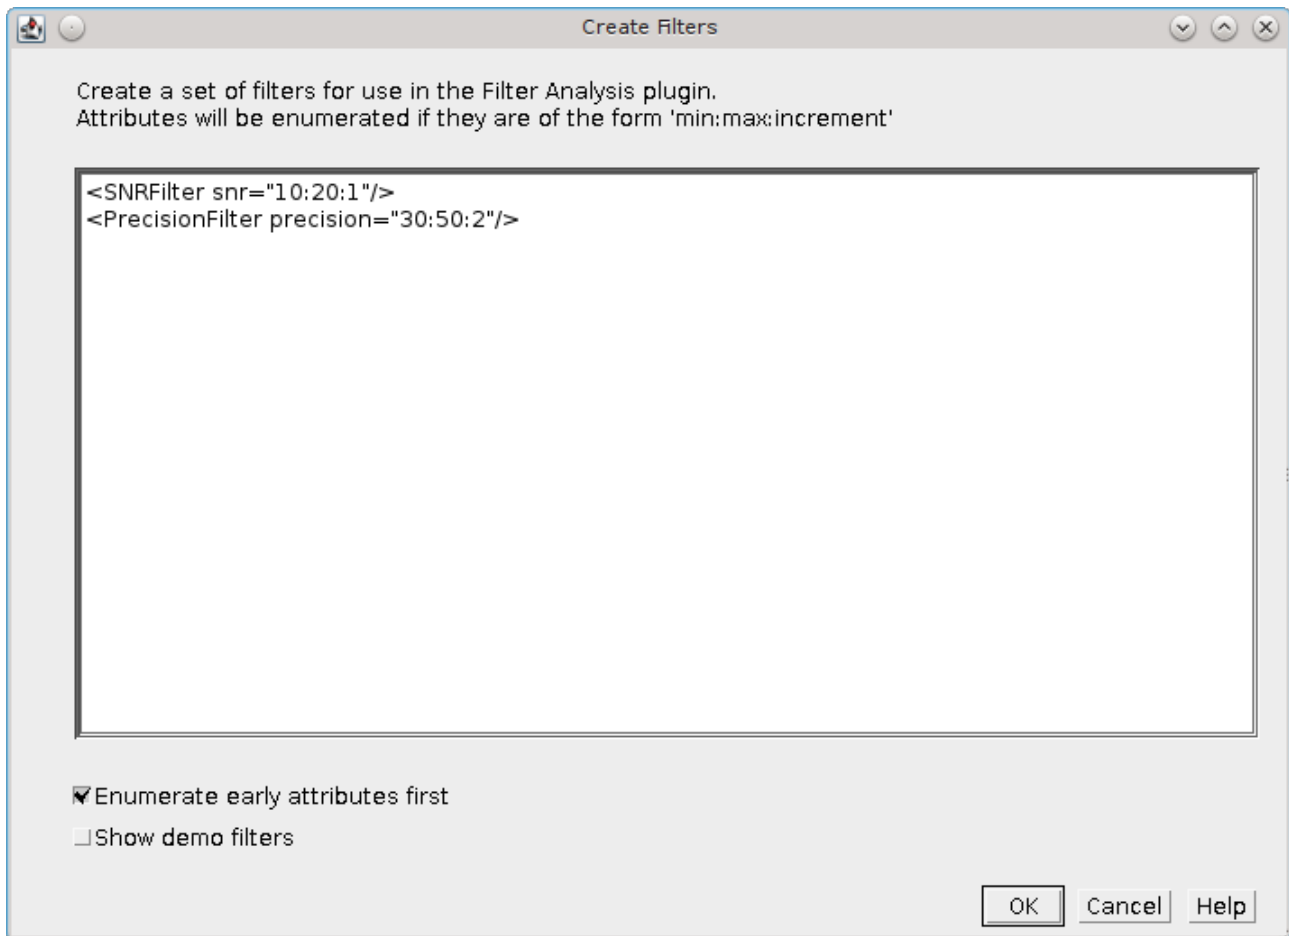 Create Filters
Create a set of filters for use in the Filter Analysis plugin.
Attributes will be enumerated if they are of the form 'min:max:increment'
<SNRFilter snr="10:20:1"/>
<PrecisionFilter precision="30:50:2"/>
Enumerate early attributes first
Show demo filters
OK Cancel Help